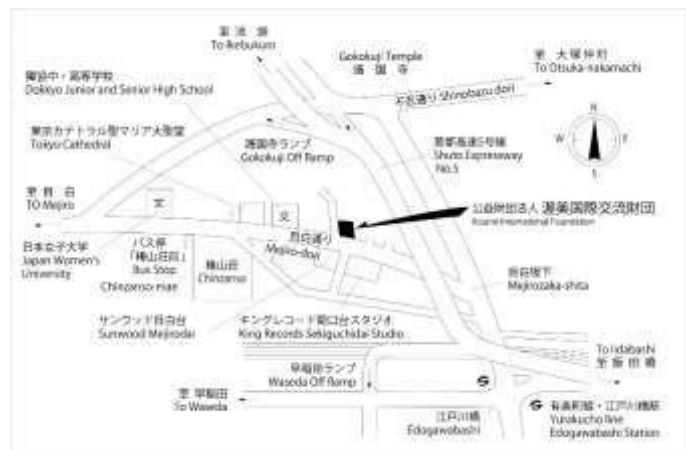 至 池 袋
To Ikebukuro
Gokokuji Temple
護 国 寺
至 大塚仲町
To Otsuka-nakamachi
獨協中・高等学校
Dokkyo Junior and Senior High School
不忍通り Shinobazu dori
東京カテドラル聖マリア大聖堂
Tokyo Cathedral
護国寺ランプ
Gokokuji Off Ramp
首都高速5号線
Shuto Expressway
No.5
N
W
E
S
至 目 白
TO Mejiro
文
文
公益財団法人 渥美国際交流財団
Atsumi International Foundation
目白通り
Mejiro-dori
日本女子大学
Japan Women's
University
バス停
「椿山荘前」
Bus Stop
Chinzanso-mae
椿山荘
Chinzanso
目白坂下
Mejirozaka-shita
サンウッド目白台
Sunwood Mejirodai
キングレコード関口台スタジオ
King Records Sekiguchidai Studio
早稲田ランプ
Waseda Off Ramp
To Iidabashi
至 飯 田 橋
至 早稲田
To Waseda
江戸川橋
Edogawabashi
有楽町線・江戸川橋駅
Yurakucho line
Edogawabashi Station